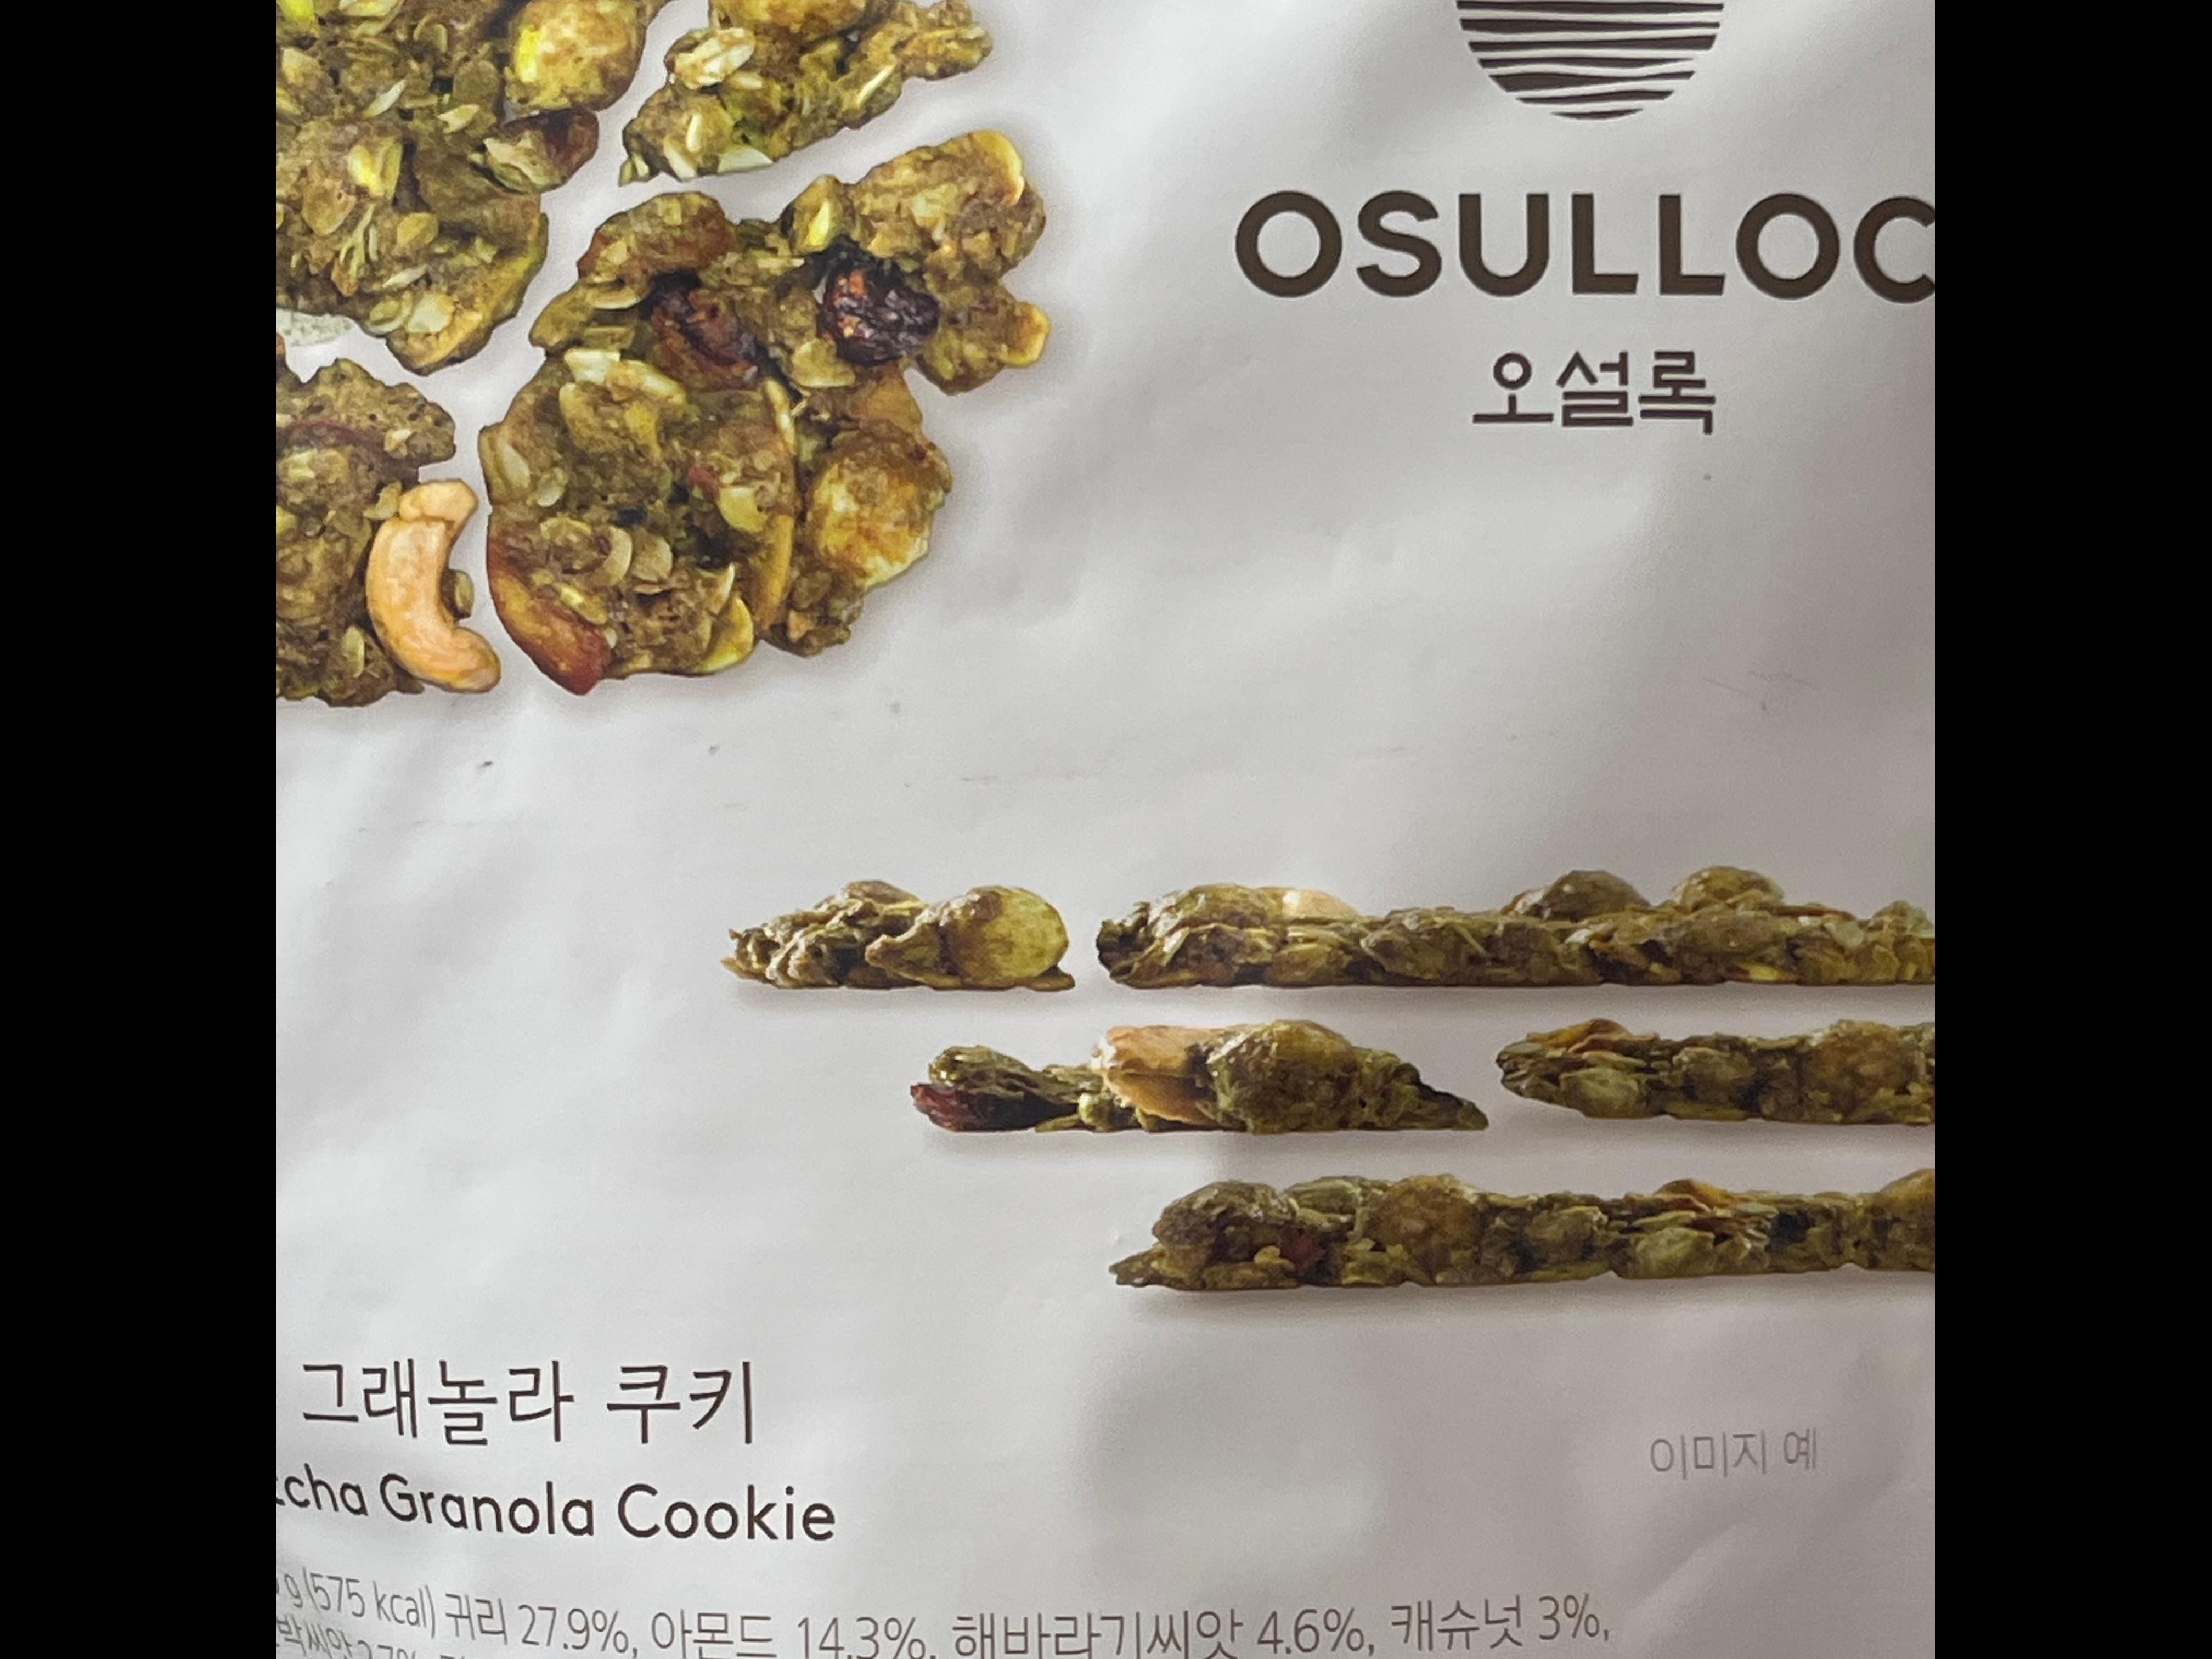 OSULLOC
오설록
그래놀라 쿠키
Granola Cookie
이미지 예
(575 kcal) 귀리 27.9%, 아몬드 14.3%, 해바라기씨앗 4.6%, 캐슈넛 3%,